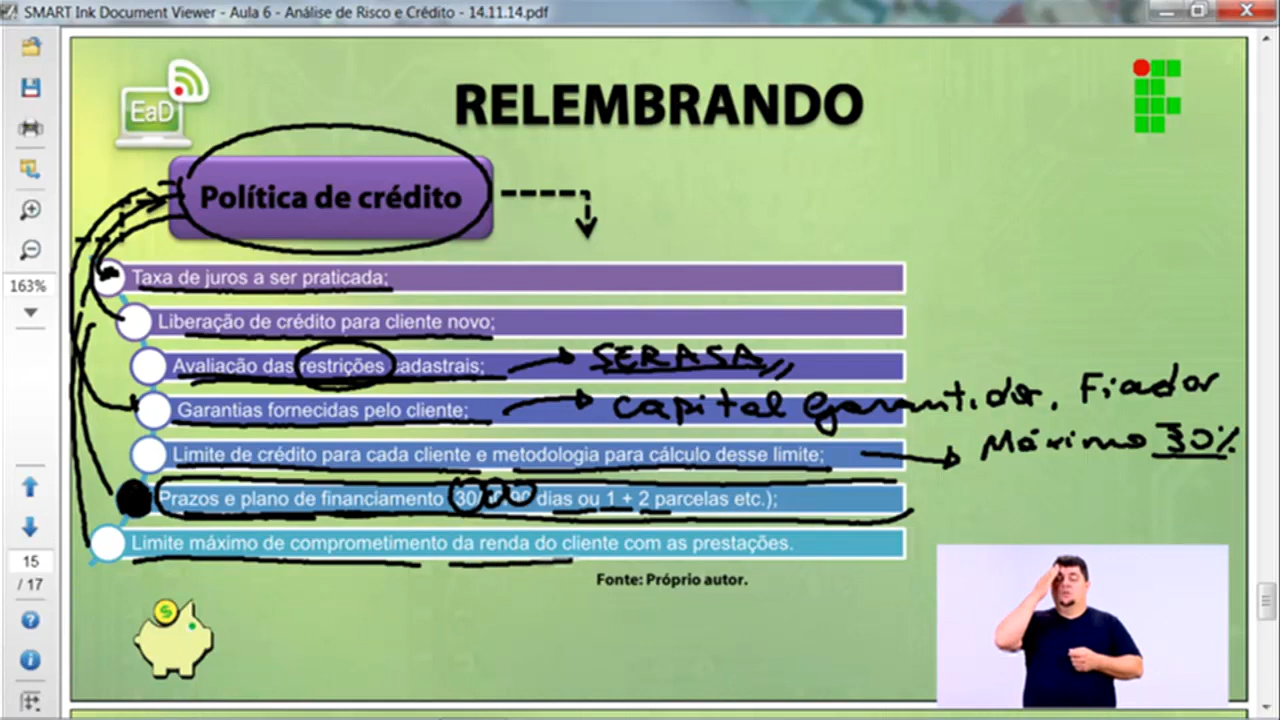 SMART Ink Document Viewer - Aula 6 - Análise de Risco e Crédito - 14.11.14.pdf
EaD
RELEMBRANDO
Política de crédito
163%
Taxa de juros a ser praticada;
Liberação de crédito para cliente novo;
Avaliação das restrições cadastrais; SERASA
Garantias fornecidas pelo cliente; Capital garantidor, Fiador
Limite de crédito para cada cliente e metodologia para cálculo desse limite; Máximo 30%
Prazos e plano de financiamento 30 dias ou 1 + 2 parcelas etc.);
Limite máximo de comprometimento da renda do cliente com as prestações.
15
/ 17
Fonte: Próprio autor.